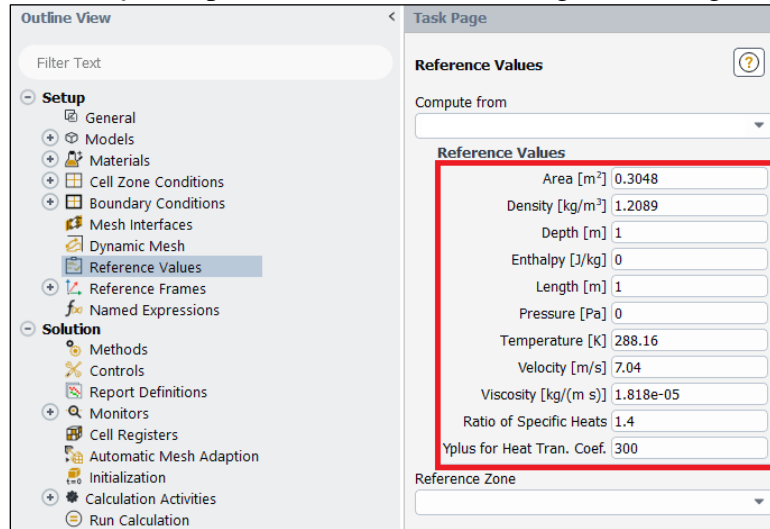 Outline View <
Filter Text
Setup
General
Models
Materials
Cell Zone Conditions
Boundary Conditions
Mesh Interfaces
Dynamic Mesh
Reference Values
Reference Frames
Named Expressions
Solution
Methods
Controls
Report Definitions
Monitors
Cell Registers
Automatic Mesh Adaption
Initialization
Calculation Activities
Run Calculation
Task Page
Reference Values ?
Compute from
Reference Values
Area [m²] 0.3048
Density [kg/m³] 1.2089
Depth [m] 1
Enthalpy [J/kg] 0
Length [m] 1
Pressure [Pa] 0
Temperature [K] 288.16
Velocity [m/s] 7.04
Viscosity [kg/(m s)] 1.818e-05
Ratio of Specific Heats 1.4
Yplus for Heat Tran. Coef. 300
Reference Zone